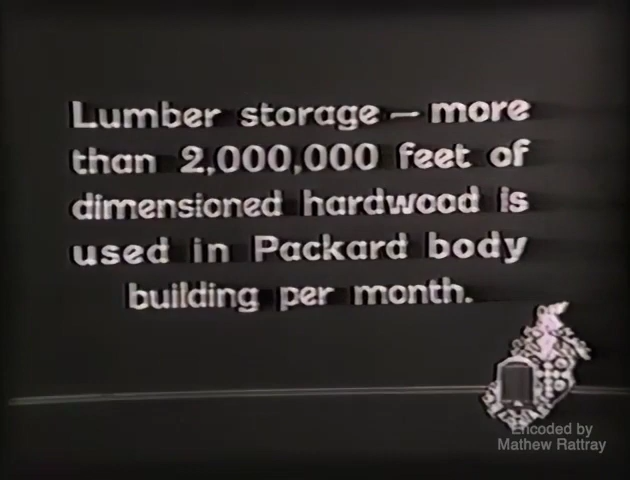 Lumber storage — more
than 2,000,000 feet of
dimensioned hardwood is
used in Packard body
building per month.
Encoded by
Mathew Rattray